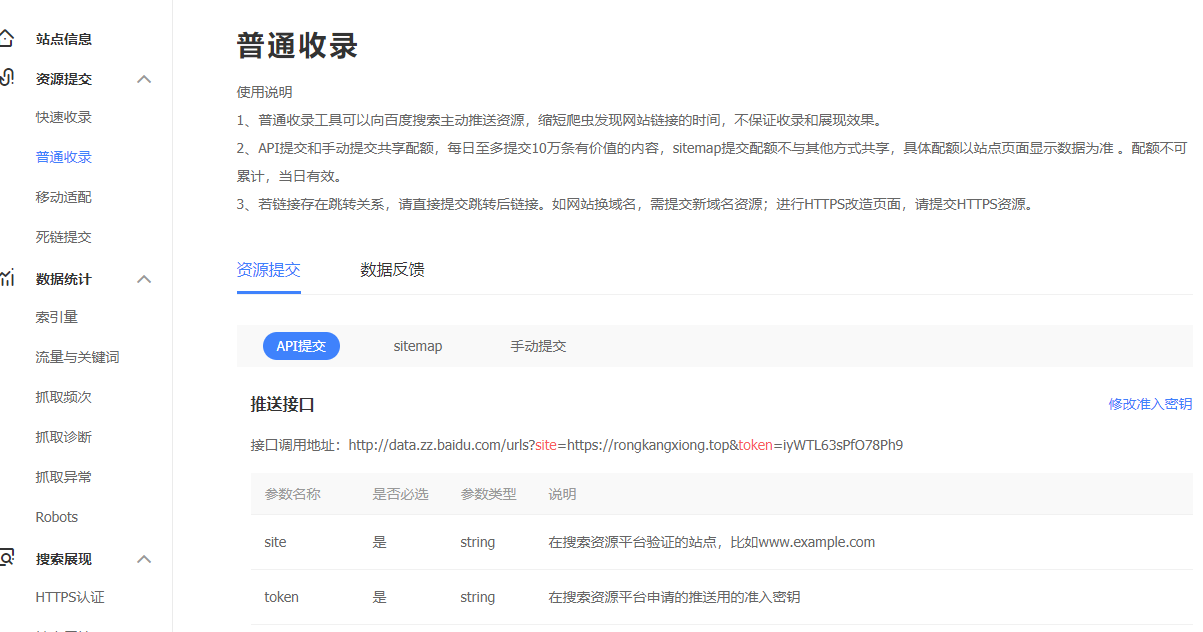 站点信息
资源提交
快速收录
普通收录
移动适配
死链提交
数据统计
索引量
流量与关键词
抓取频次
抓取诊断
抓取异常
Robots
搜索展现
HTTPS认证
普通收录
使用说明
1、普通收录工具可以向百度搜索主动推送资源，缩短爬虫发现网站链接的时间，不保证收录和展现效果。
2、API提交和手动提交共享配额，每日至多提交10万条有价值的内容，sitemap提交配额不与其他方式共享，具体配额以站点页面显示数据为准 。配额不可
累计，当日有效。
3、若链接存在跳转关系，请直接提交跳转后链接。如网站换域名，需提交新域名资源；进行HTTPS改造页面，请提交HTTPS资源。
资源提交 数据反馈
API提交 sitemap 手动提交
推送接口 修改准入密钥
接口调用地址：http://data.zz.baidu.com/urls?site=https://rongkangxiong.top&token=iyWTL63sPfO78Ph9
参数名称 是否必选 参数类型 说明
site 是 string 在搜索资源平台验证的站点，比如www.example.com
token 是 string 在搜索资源平台申请的推送用的准入密钥